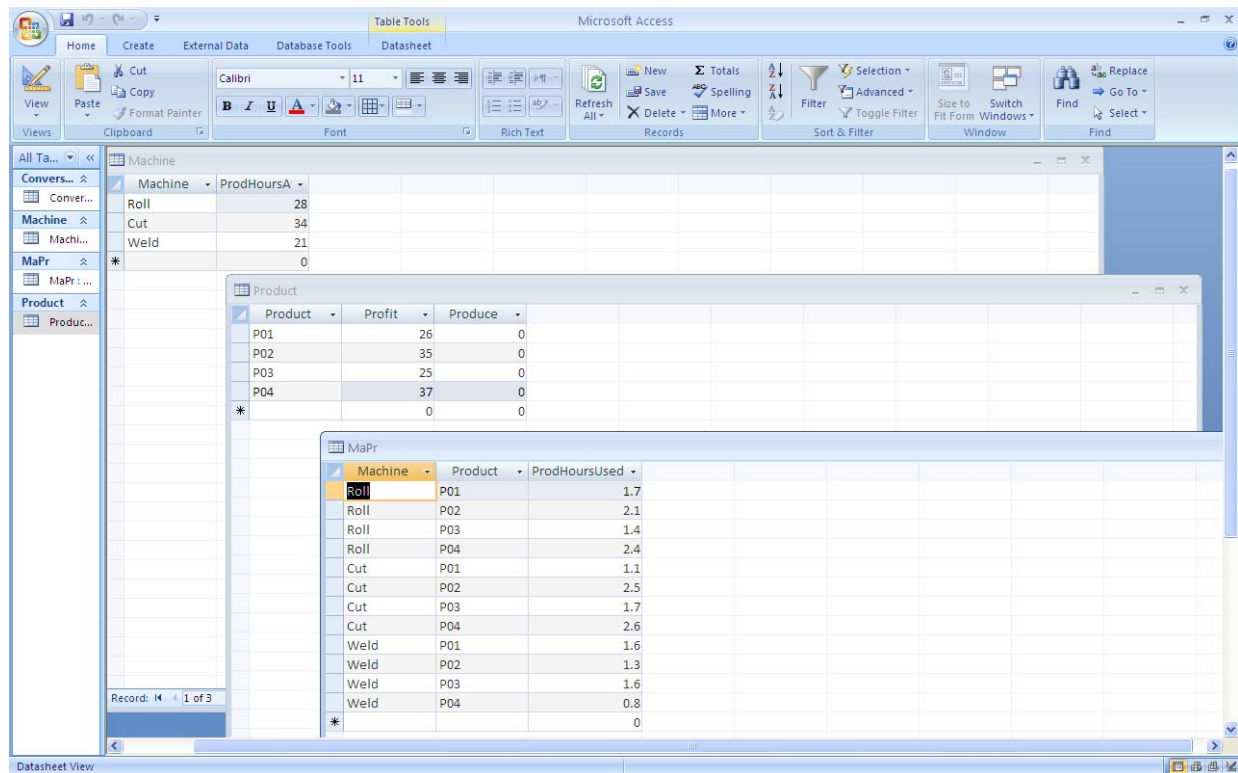 Table Tools Microsoft Access
Home Create External Data Database Tools Datasheet
View
Views
Paste
Cut
Copy
Format Painter
Clipboard
Calibri 11
B I U A
Font
Rich Text
Refresh
All
New
Save
Delete
Σ Totals
Spelling
More
Records
Filter
Selection
Advanced
Toggle Filter
Sort & Filter
Size to
Fit Form
Switch
Windows
Window
Find
Replace
Go To
Select
Find
All Ta...
Convers...
Conver...
Machine
Machi...
MaPr
MaPr : ...
Product
Produc...
Machine
Machine ProdHoursA
Roll 28
Cut 34
Weld 21
* 0
Record: 1 of 3
Product
Product Profit Produce
P01 26 0
P02 35 0
P03 25 0
P04 37 0
* 0 0
MaPr
Machine Product ProdHoursUsed
Roll P01 1.7
Roll P02 2.1
Roll P03 1.4
Roll P04 2.4
Cut P01 1.1
Cut P02 2.5
Cut P03 1.7
Cut P04 2.6
Weld P01 1.6
Weld P02 1.3
Weld P03 1.6
Weld P04 0.8
* 0
Datasheet View